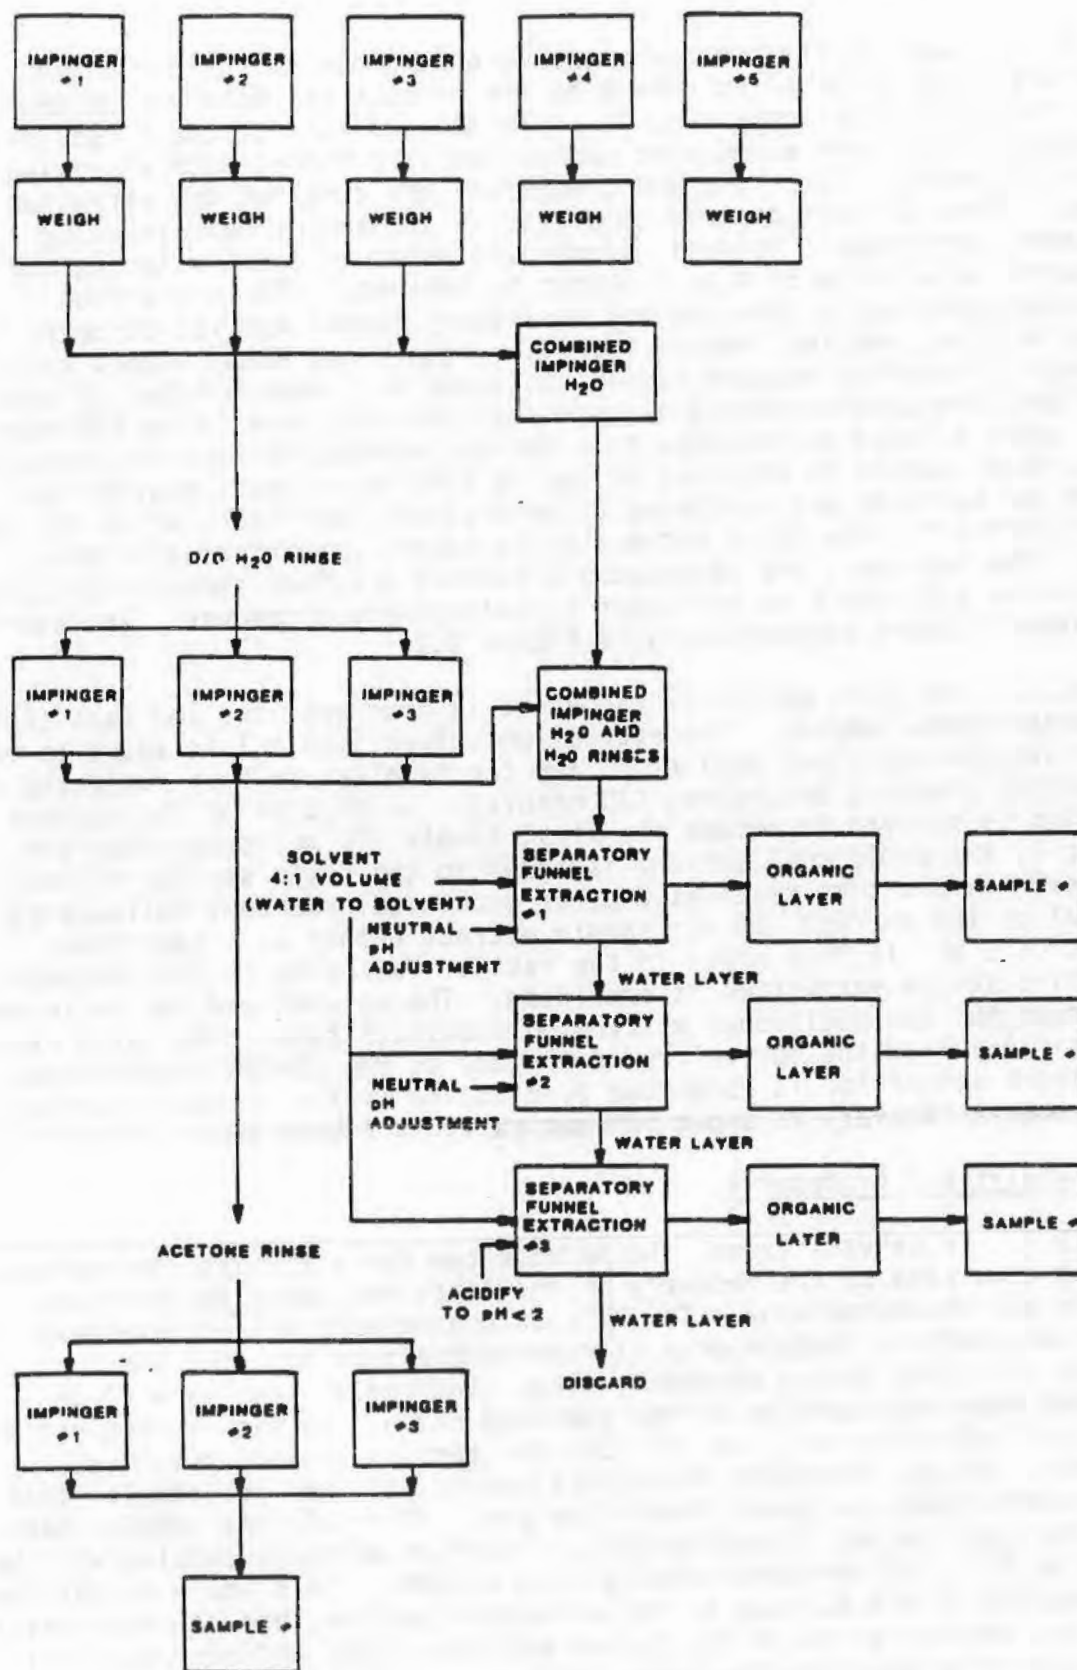 IMPINGER
#1
IMPINGER
#2
IMPINGER
#3
IMPINGER
#4
IMPINGER
#5
WEIGH
WEIGH
WEIGH
WEIGH
WEIGH
COMBINED
IMPINGER
H₂O
D/D H₂O RINSE
IMPINGER
#1
IMPINGER
#2
IMPINGER
#3
COMBINED
IMPINGER
H₂O AND
H₂O RINSES
SOLVENT
4:1 VOLUME
(WATER TO SOLVENT)
NEUTRAL
pH
ADJUSTMENT
SEPARATORY
FUNNEL
EXTRACTION
#1
ORGANIC
LAYER
SAMPLE #
WATER LAYER
NEUTRAL
pH
ADJUSTMENT
SEPARATORY
FUNNEL
EXTRACTION
#2
ORGANIC
LAYER
SAMPLE #
WATER LAYER
SEPARATORY
FUNNEL
EXTRACTION
#3
ORGANIC
LAYER
SAMPLE #
ACIDIFY
TO pH < 2
WATER LAYER
DISCARD
ACETONE RINSE
IMPINGER
#1
IMPINGER
#2
IMPINGER
#3
SAMPLE #